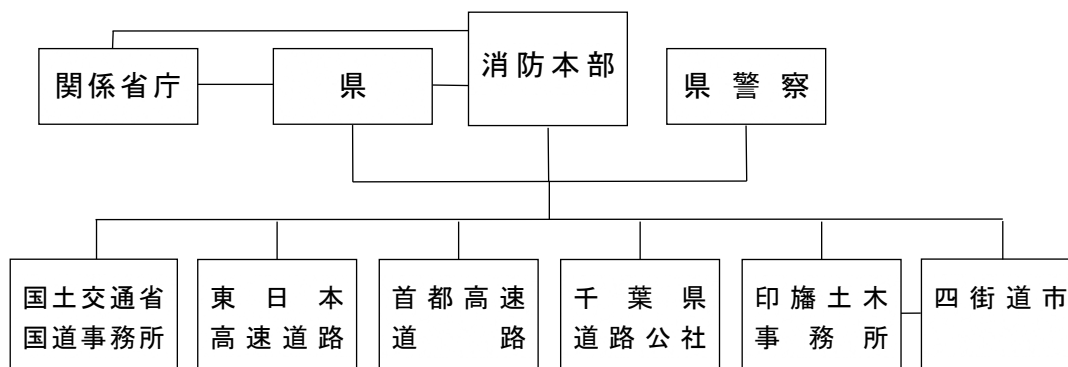 関係省庁
県
消防本部
県警察
国土交通省
国道事務所
東日本
高速道路
首都高速
道路
千葉県
道路公社
印旛土木
事務所
四街道市